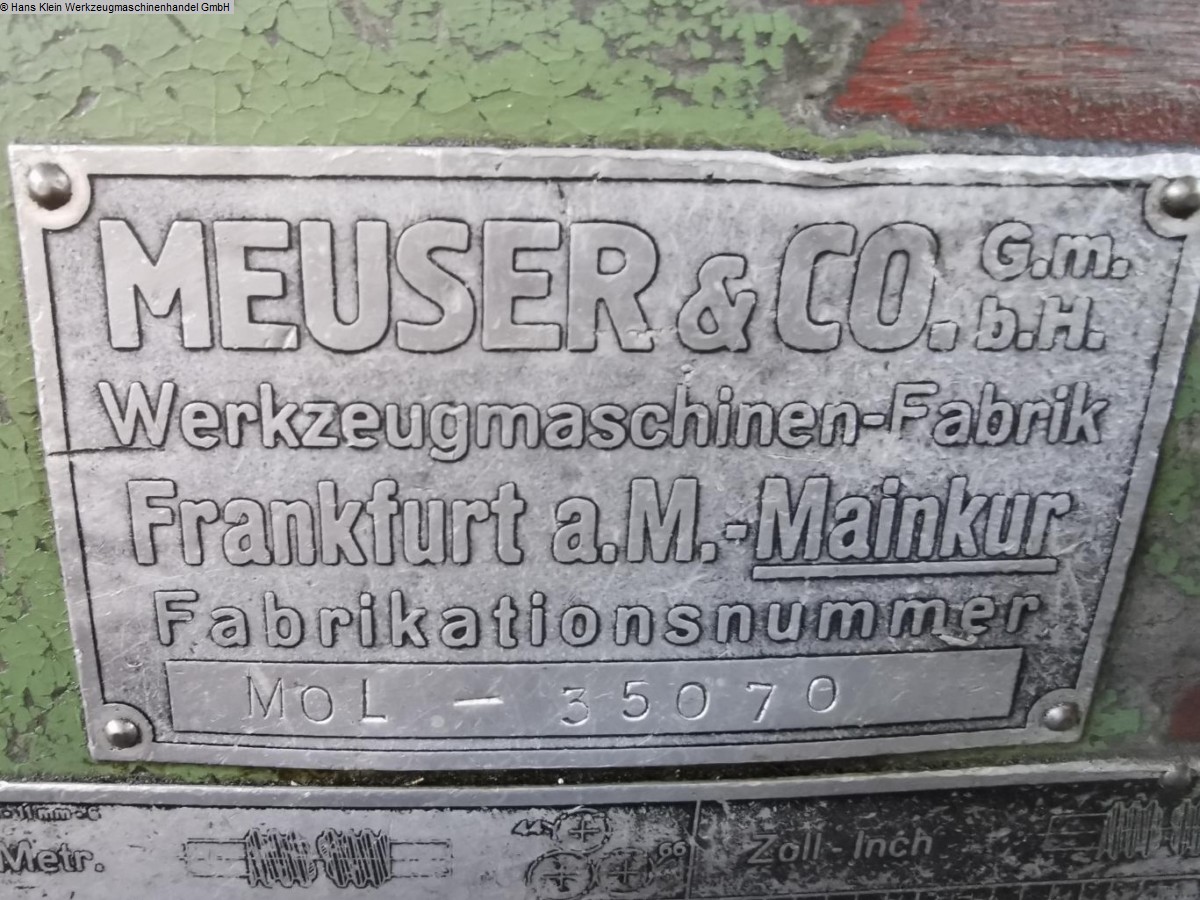 © Hans Klein Werkzeugmaschinenhandel GmbH
MEUSER & CO. G.m.
b.H.
Werkzeugmaschinen-Fabrik
Frankfurt a.M.-Mainkur
Fabrikationsnummer
MOL - 35070
Metr.
Zoll - Inch